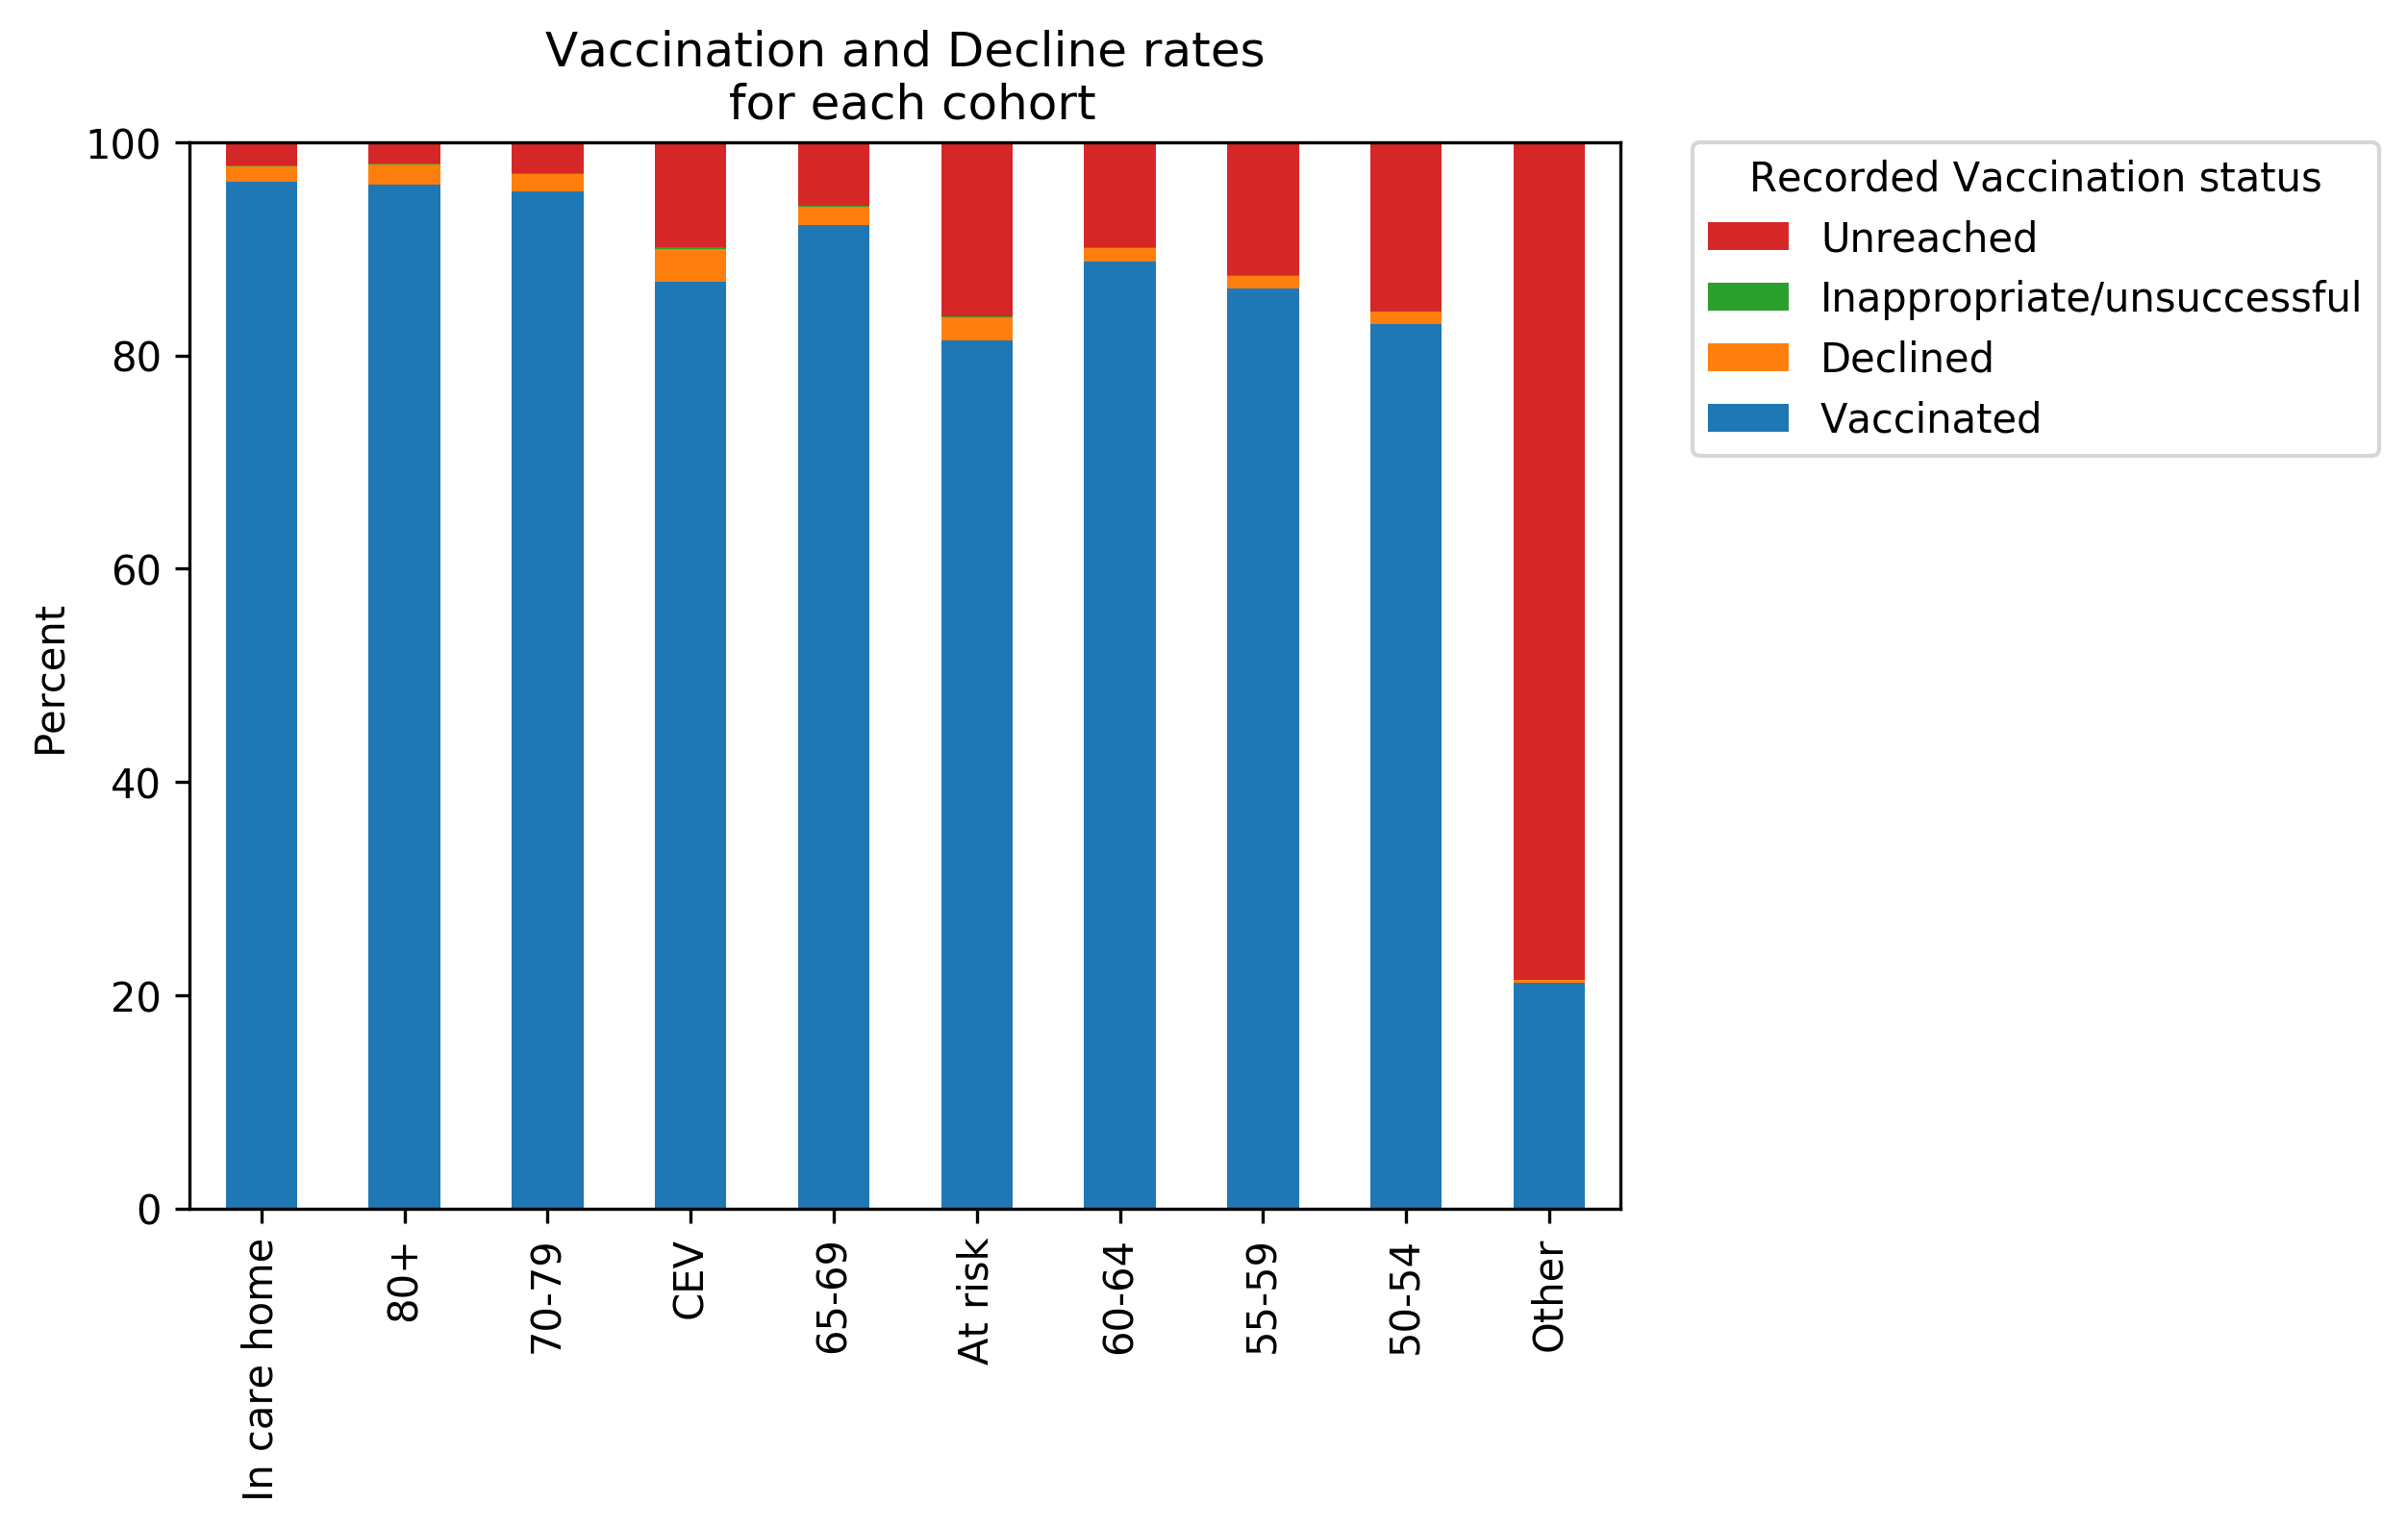 Vaccination and Decline rates
for each cohort
100
80
60
40
20
0
Percent
In care home
80+
70-79
CEV
65-69
At risk
60-64
55-59
50-54
Other
Recorded Vaccination status
Unreached
Inappropriate/unsuccessful
Declined
Vaccinated